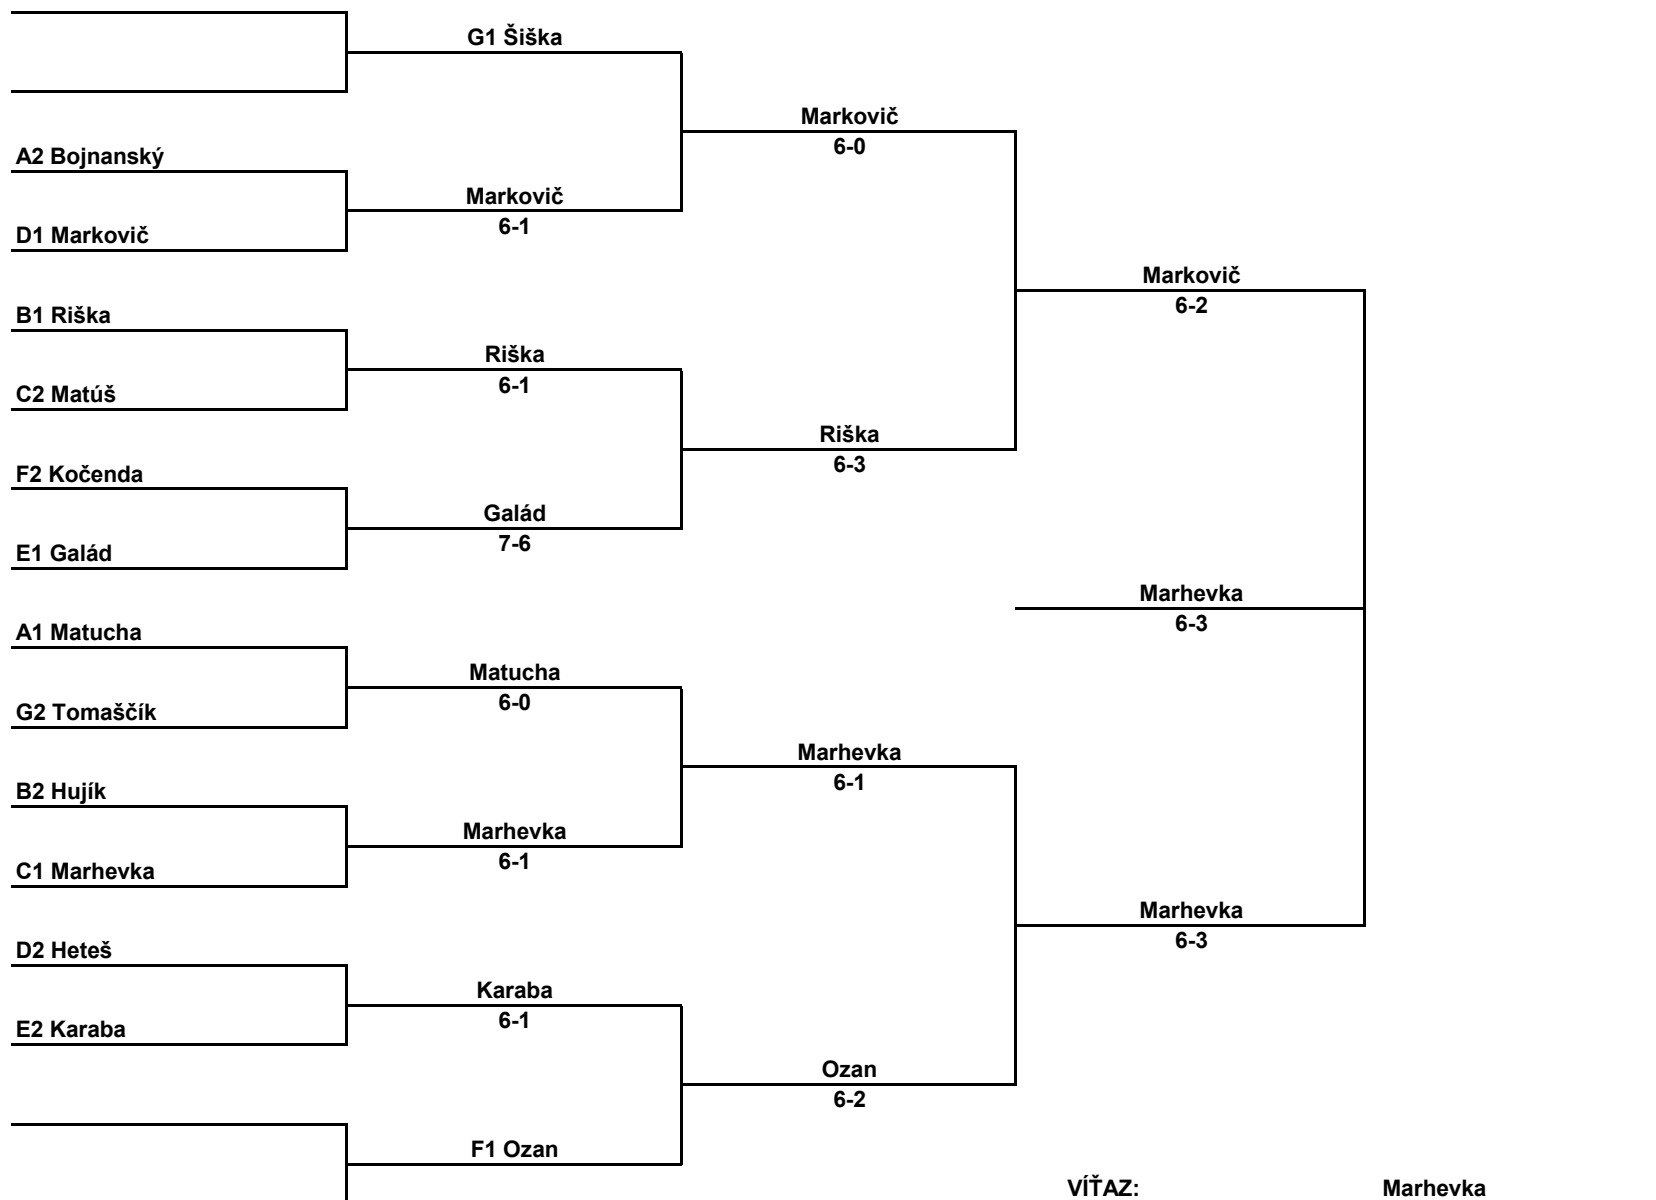 G1 Šiška
Markovič
6-0
A2 Bojnanský
Markovič
6-1
D1 Markovič
Markovič
6-2
B1 Riška
Riška
6-1
C2 Matúš
Riška
6-3
F2 Kočenda
Galád
7-6
E1 Galád
Marhevka
6-3
A1 Matucha
Matucha
6-0
G2 Tomaščík
Marhevka
6-1
B2 Hujík
Marhevka
6-1
C1 Marhevka
Marhevka
6-3
D2 Heteš
Karaba
6-1
E2 Karaba
Ozan
6-2
F1 Ozan
VÍŤAZ: Marhevka